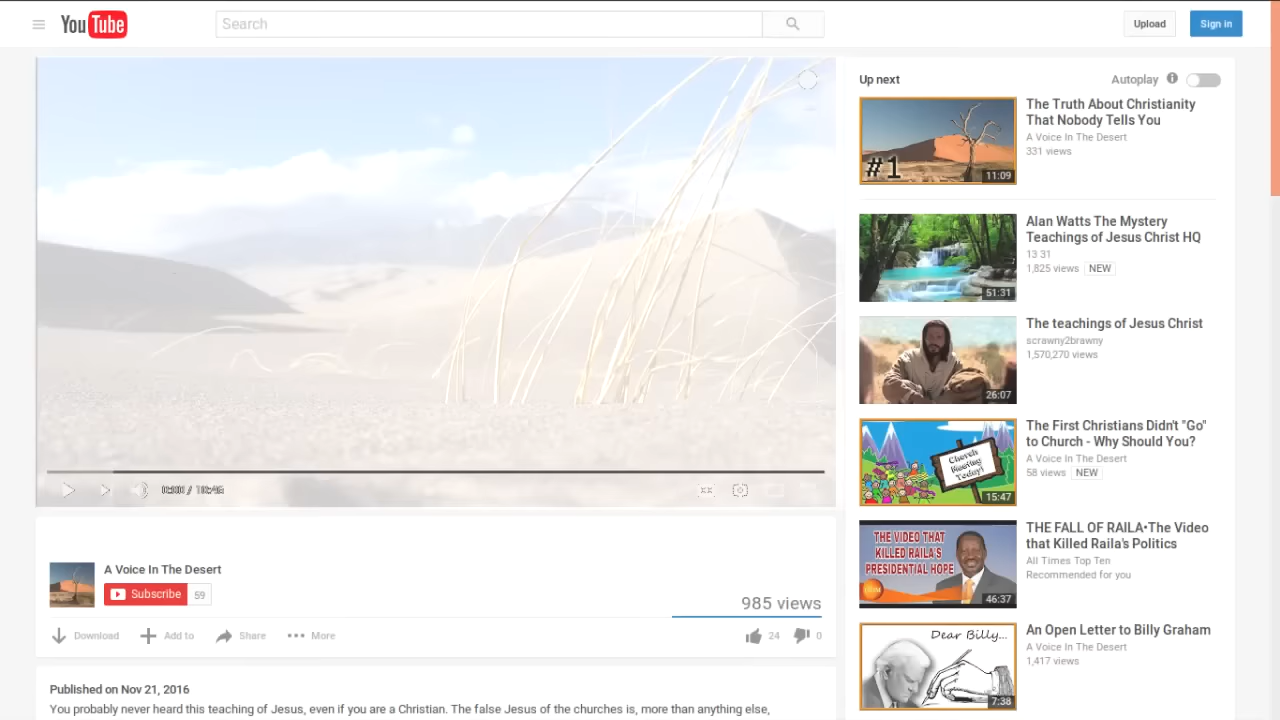 YouTube
Search
Upload
Sign in
Up next
Autoplay
The Truth About Christianity
That Nobody Tells You
A Voice In The Desert
331 views
#1
11:09
Alan Watts The Mystery
Teachings of Jesus Christ HQ
13 31
1,825 views NEW
51:31
The teachings of Jesus Christ
scrawny2brawny
1,570,270 views
26:07
The First Christians Didn't "Go"
to Church - Why Should You?
A Voice In The Desert
58 views NEW
Church
Meeting
Today!
15:47
THE FALL OF RAILA•The Video
that Killed Raila's Politics
All Times Top Ten
Recommended for you
THE VIDEO THAT
KILLED RAILA'S
PRESIDENTIAL HOPE
46:37
An Open Letter to Billy Graham
A Voice In The Desert
1,417 views
Dear Billy...
7:38
A Voice In The Desert
Subscribe 59
985 views
Download Add to Share More 24 0
Published on Nov 21, 2016
You probably never heard this teaching of Jesus, even if you are a Christian. The false Jesus of the churches is, more than anything else,